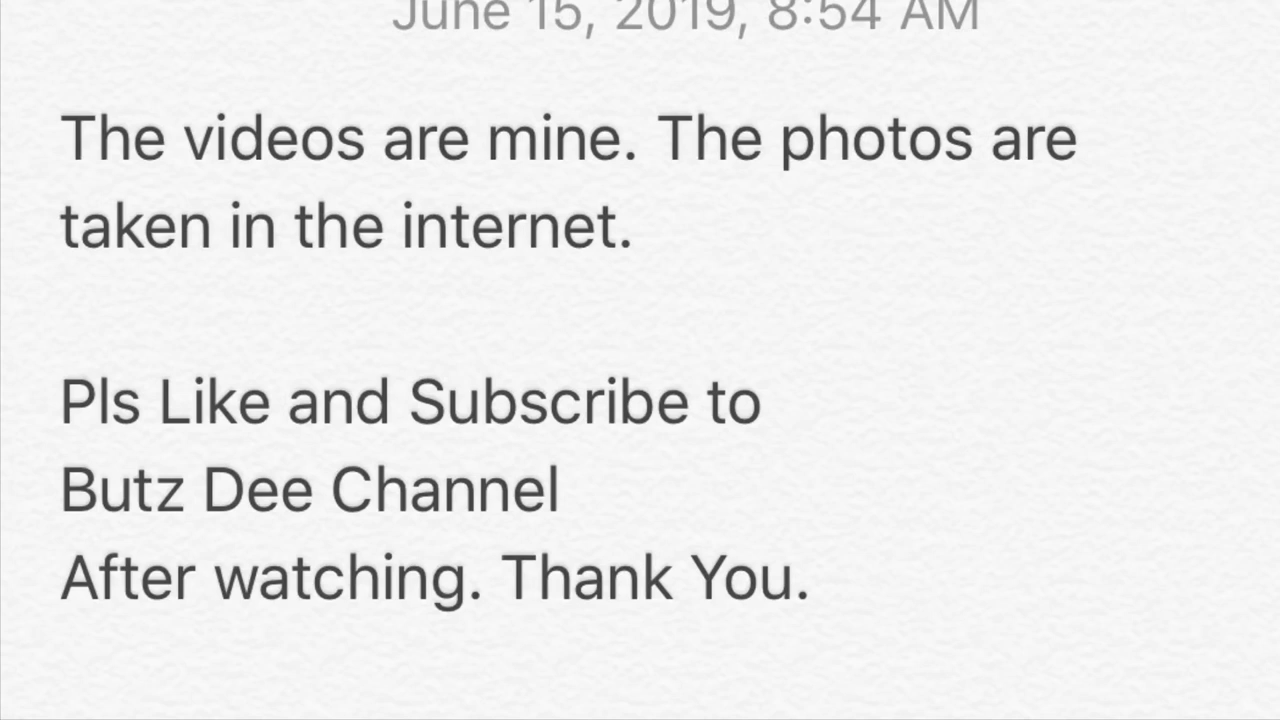 June 15, 2019, 8:54 AM
The videos are mine. The photos are
taken in the internet.
Pls Like and Subscribe to
Butz Dee Channel
After watching. Thank You.